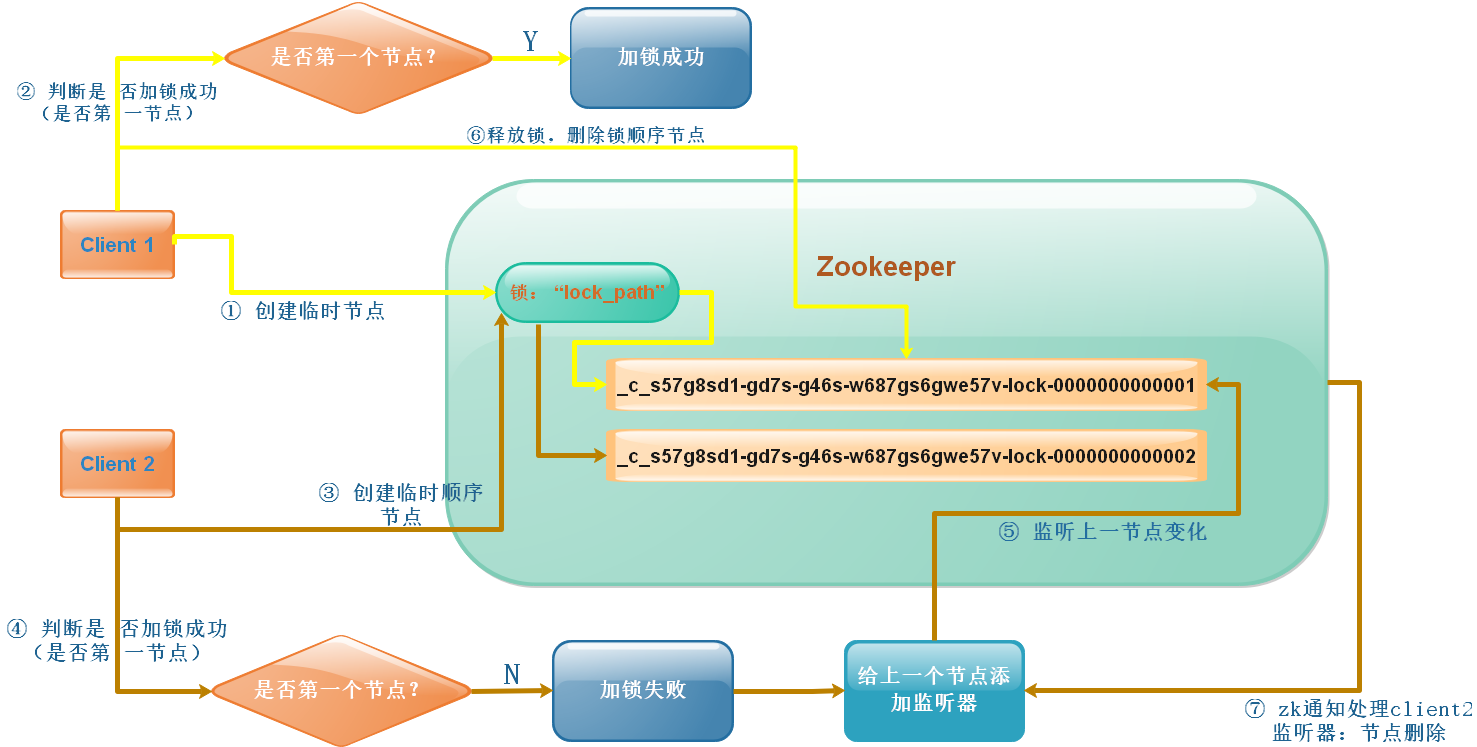 是否第一个节点？
Y
加锁成功
② 判断是 否加锁成功
（是否第 一节点）
⑥释放锁，删除锁顺序节点
Client 1
Zookeeper
锁： “lock_path”
① 创建临时节点
_c_s57g8sd1-gd7s-g46s-w687gs6gwe57v-lock-0000000000001
Client 2
_c_s57g8sd1-gd7s-g46s-w687gs6gwe57v-lock-0000000000002
③ 创建临时顺序
节点
⑤ 监听上一节点变化
④ 判断是 否加锁成功
（是否第 一节点）
是否第一个节点？
N
加锁失败
给上一个节点添
加监听器
⑦ zk通知处理client2
监听器：节点删除